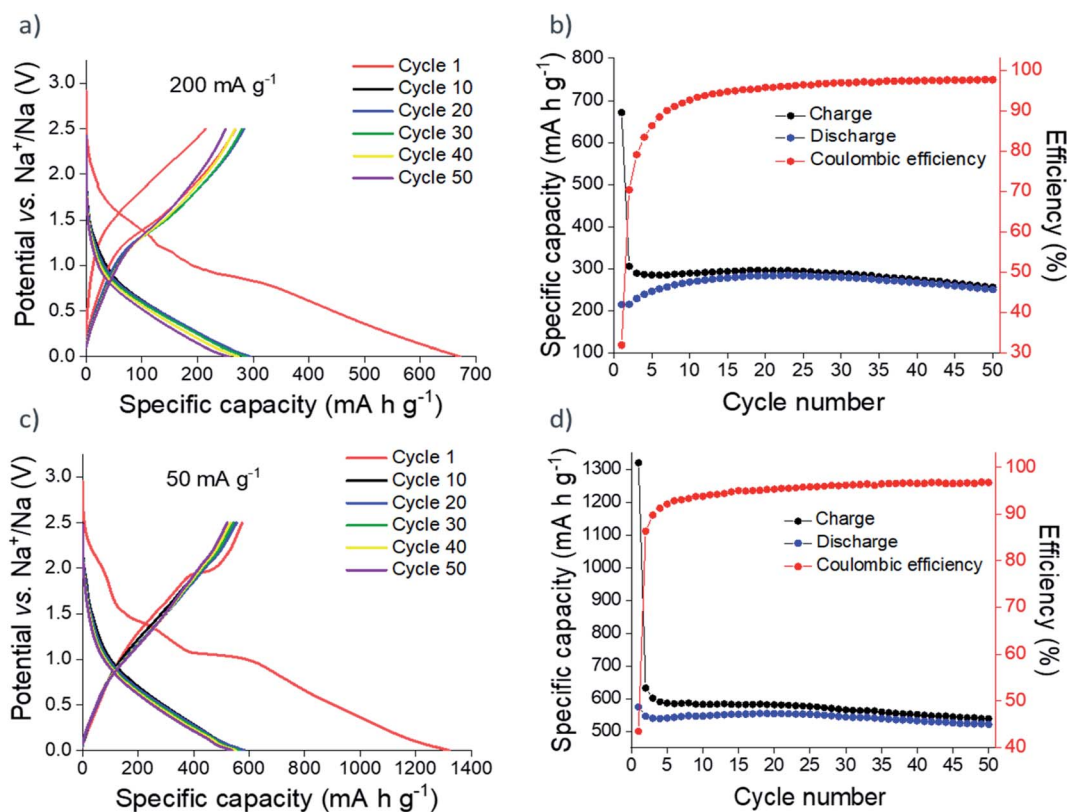 a)
200 mA g⁻¹
Cycle 1
Cycle 10
Cycle 20
Cycle 30
Cycle 40
Cycle 50
Potential vs. Na⁺/Na (V)
3.0
2.5
2.0
1.5
1.0
0.5
0.0
0 100 200 300 400 500 600 700
Specific capacity (mA h g⁻¹)
b)
Charge
Discharge
Coulombic efficiency
Specific capacity (mA h g⁻¹)
800
700
600
500
400
300
200
100
Efficiency (%)
100
90
80
70
60
50
40
30
0 5 10 15 20 25 30 35 40 45 50
Cycle number
c)
50 mA g⁻¹
Cycle 1
Cycle 10
Cycle 20
Cycle 30
Cycle 40
Cycle 50
Potential vs. Na⁺/Na (V)
3.0
2.5
2.0
1.5
1.0
0.5
0.0
0 200 400 600 800 1000 1200 1400
Specific capacity (mA h g⁻¹)
d)
Charge
Discharge
Coulombic efficiency
Specific capacity (mA h g⁻¹)
1300
1200
1100
1000
900
800
700
600
500
Efficiency (%)
100
90
80
70
60
50
40
0 5 10 15 20 25 30 35 40 45 50
Cycle number